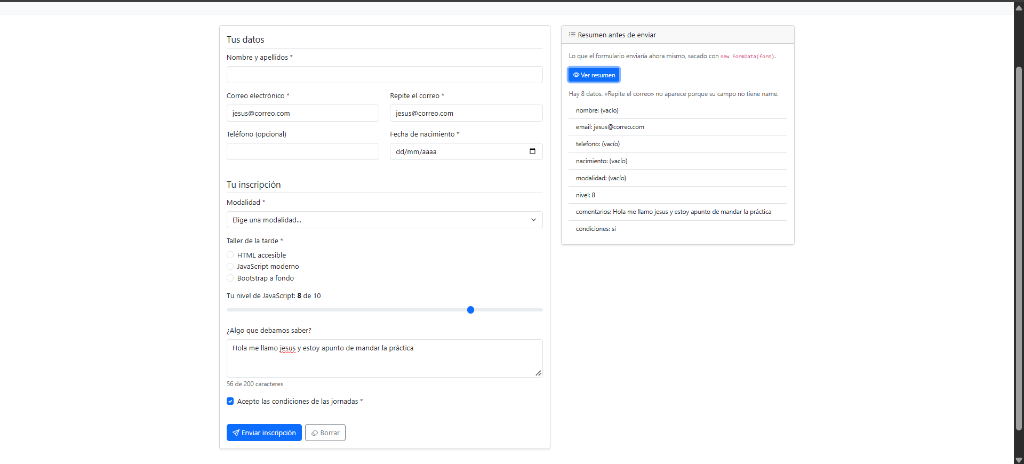 Tus datos
Nombre y apellidos *
Correo electrónico *
Repite el correo *
jesus@correo.com
jesus@correo.com
Teléfono (opcional)
Fecha de nacimiento *
dd/mm/aaaa
Tu inscripción
Modalidad *
Elige una modalidad...
Taller de la tarde *
HTML accesible
JavaScript moderno
Bootstrap a fondo
Tu nivel de JavaScript: 8 de 10
¿Algo que debamos saber?
Hola me llamo jesus y estoy apunto de mandar la práctica
56 de 200 caracteres
Acepto las condiciones de las jornadas *
Enviar inscripción
Borrar
Resumen antes de enviar
Lo que el formulario enviaría ahora mismo, sacado con new FormData(form).
Ver resumen
Hay 8 datos. «Repite el correo» no aparece porque su campo no tiene name.
nombre: (vacío)
email: jesus@correo.com
telefono: (vacío)
nacimiento: (vacío)
modalidad: (vacío)
nivel: 8
comentarios: Hola me llamo jesus y estoy apunto de mandar la práctica
condiciones: si